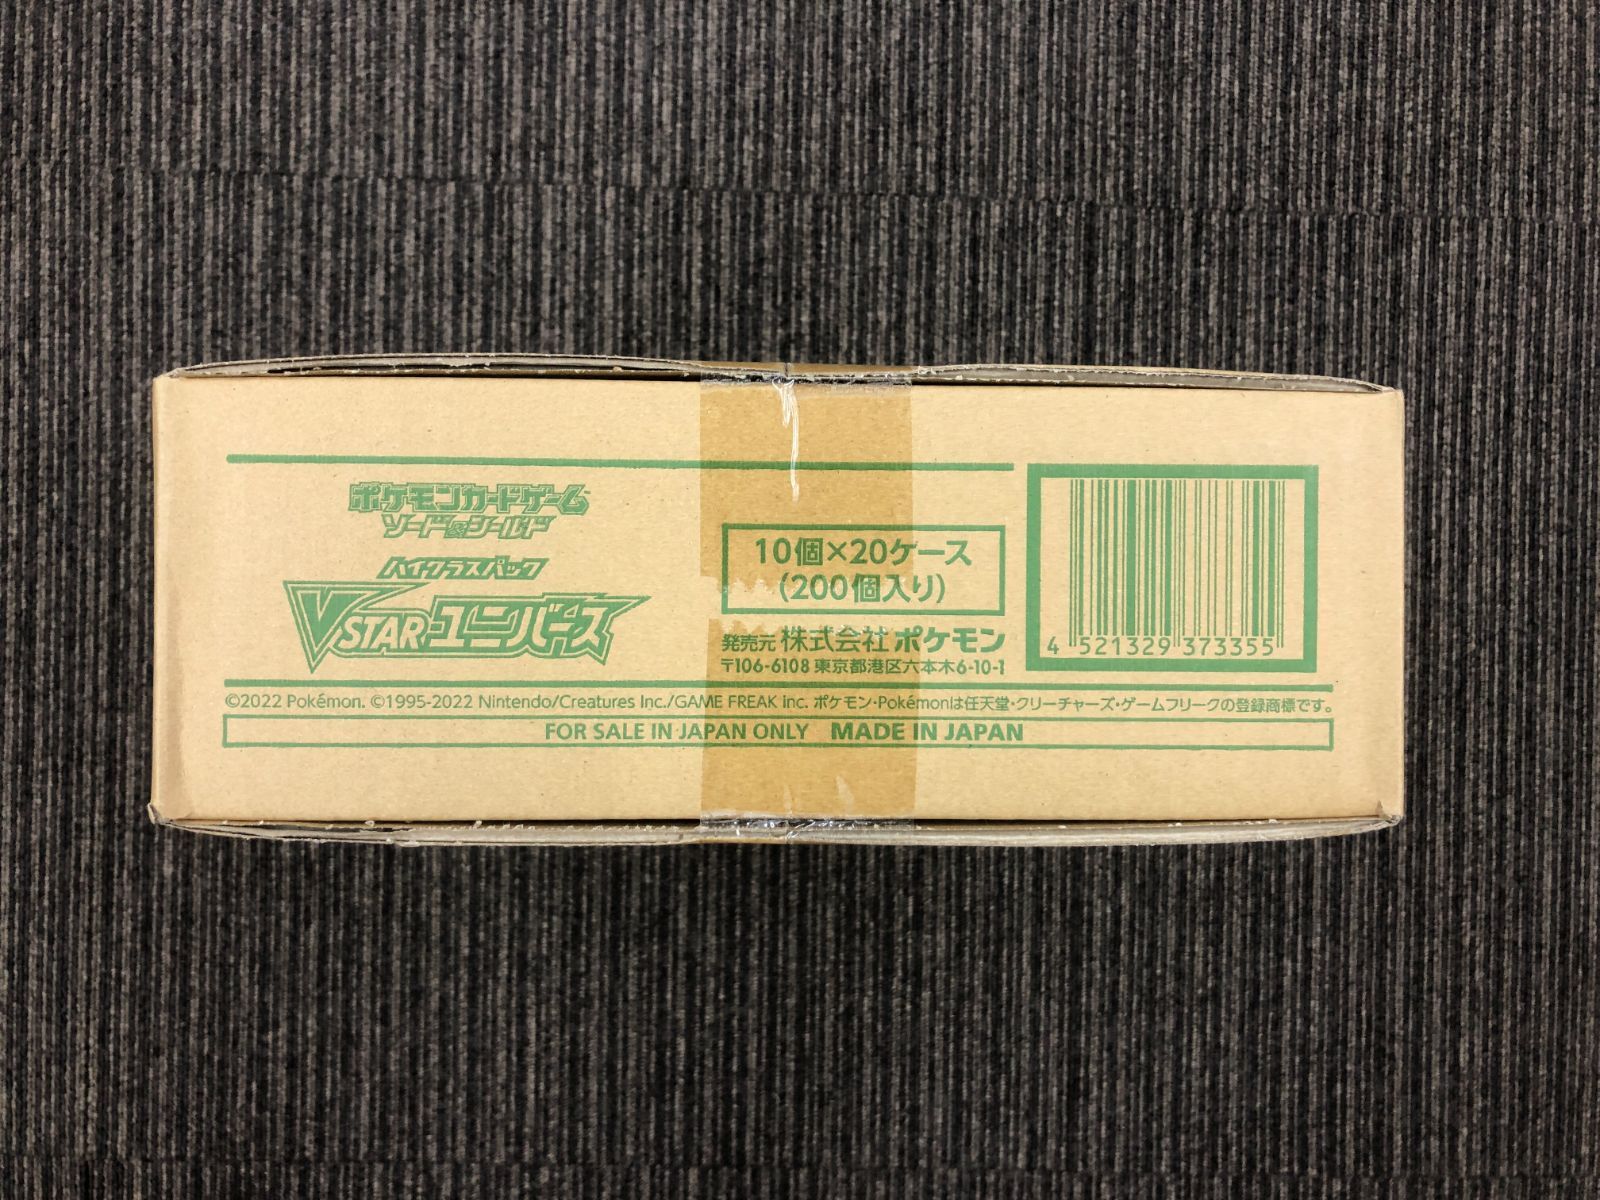 ポケモンカードゲーム
ソード&シールド
ハイクラスパック
VSTARユニバース
10個×20ケース
(200個入り)
発売元 株式会社 ポケモン
〒106-6108 東京都港区六本木6-10-1
4 521329 373355
©2022 Pokémon. ©1995-2022 Nintendo/Creatures Inc./GAME FREAK inc. ポケモン・Pokémonは任天堂・クリーチャーズ・ゲームフリークの登録商標です。
FOR SALE IN JAPAN ONLY MADE IN JAPAN